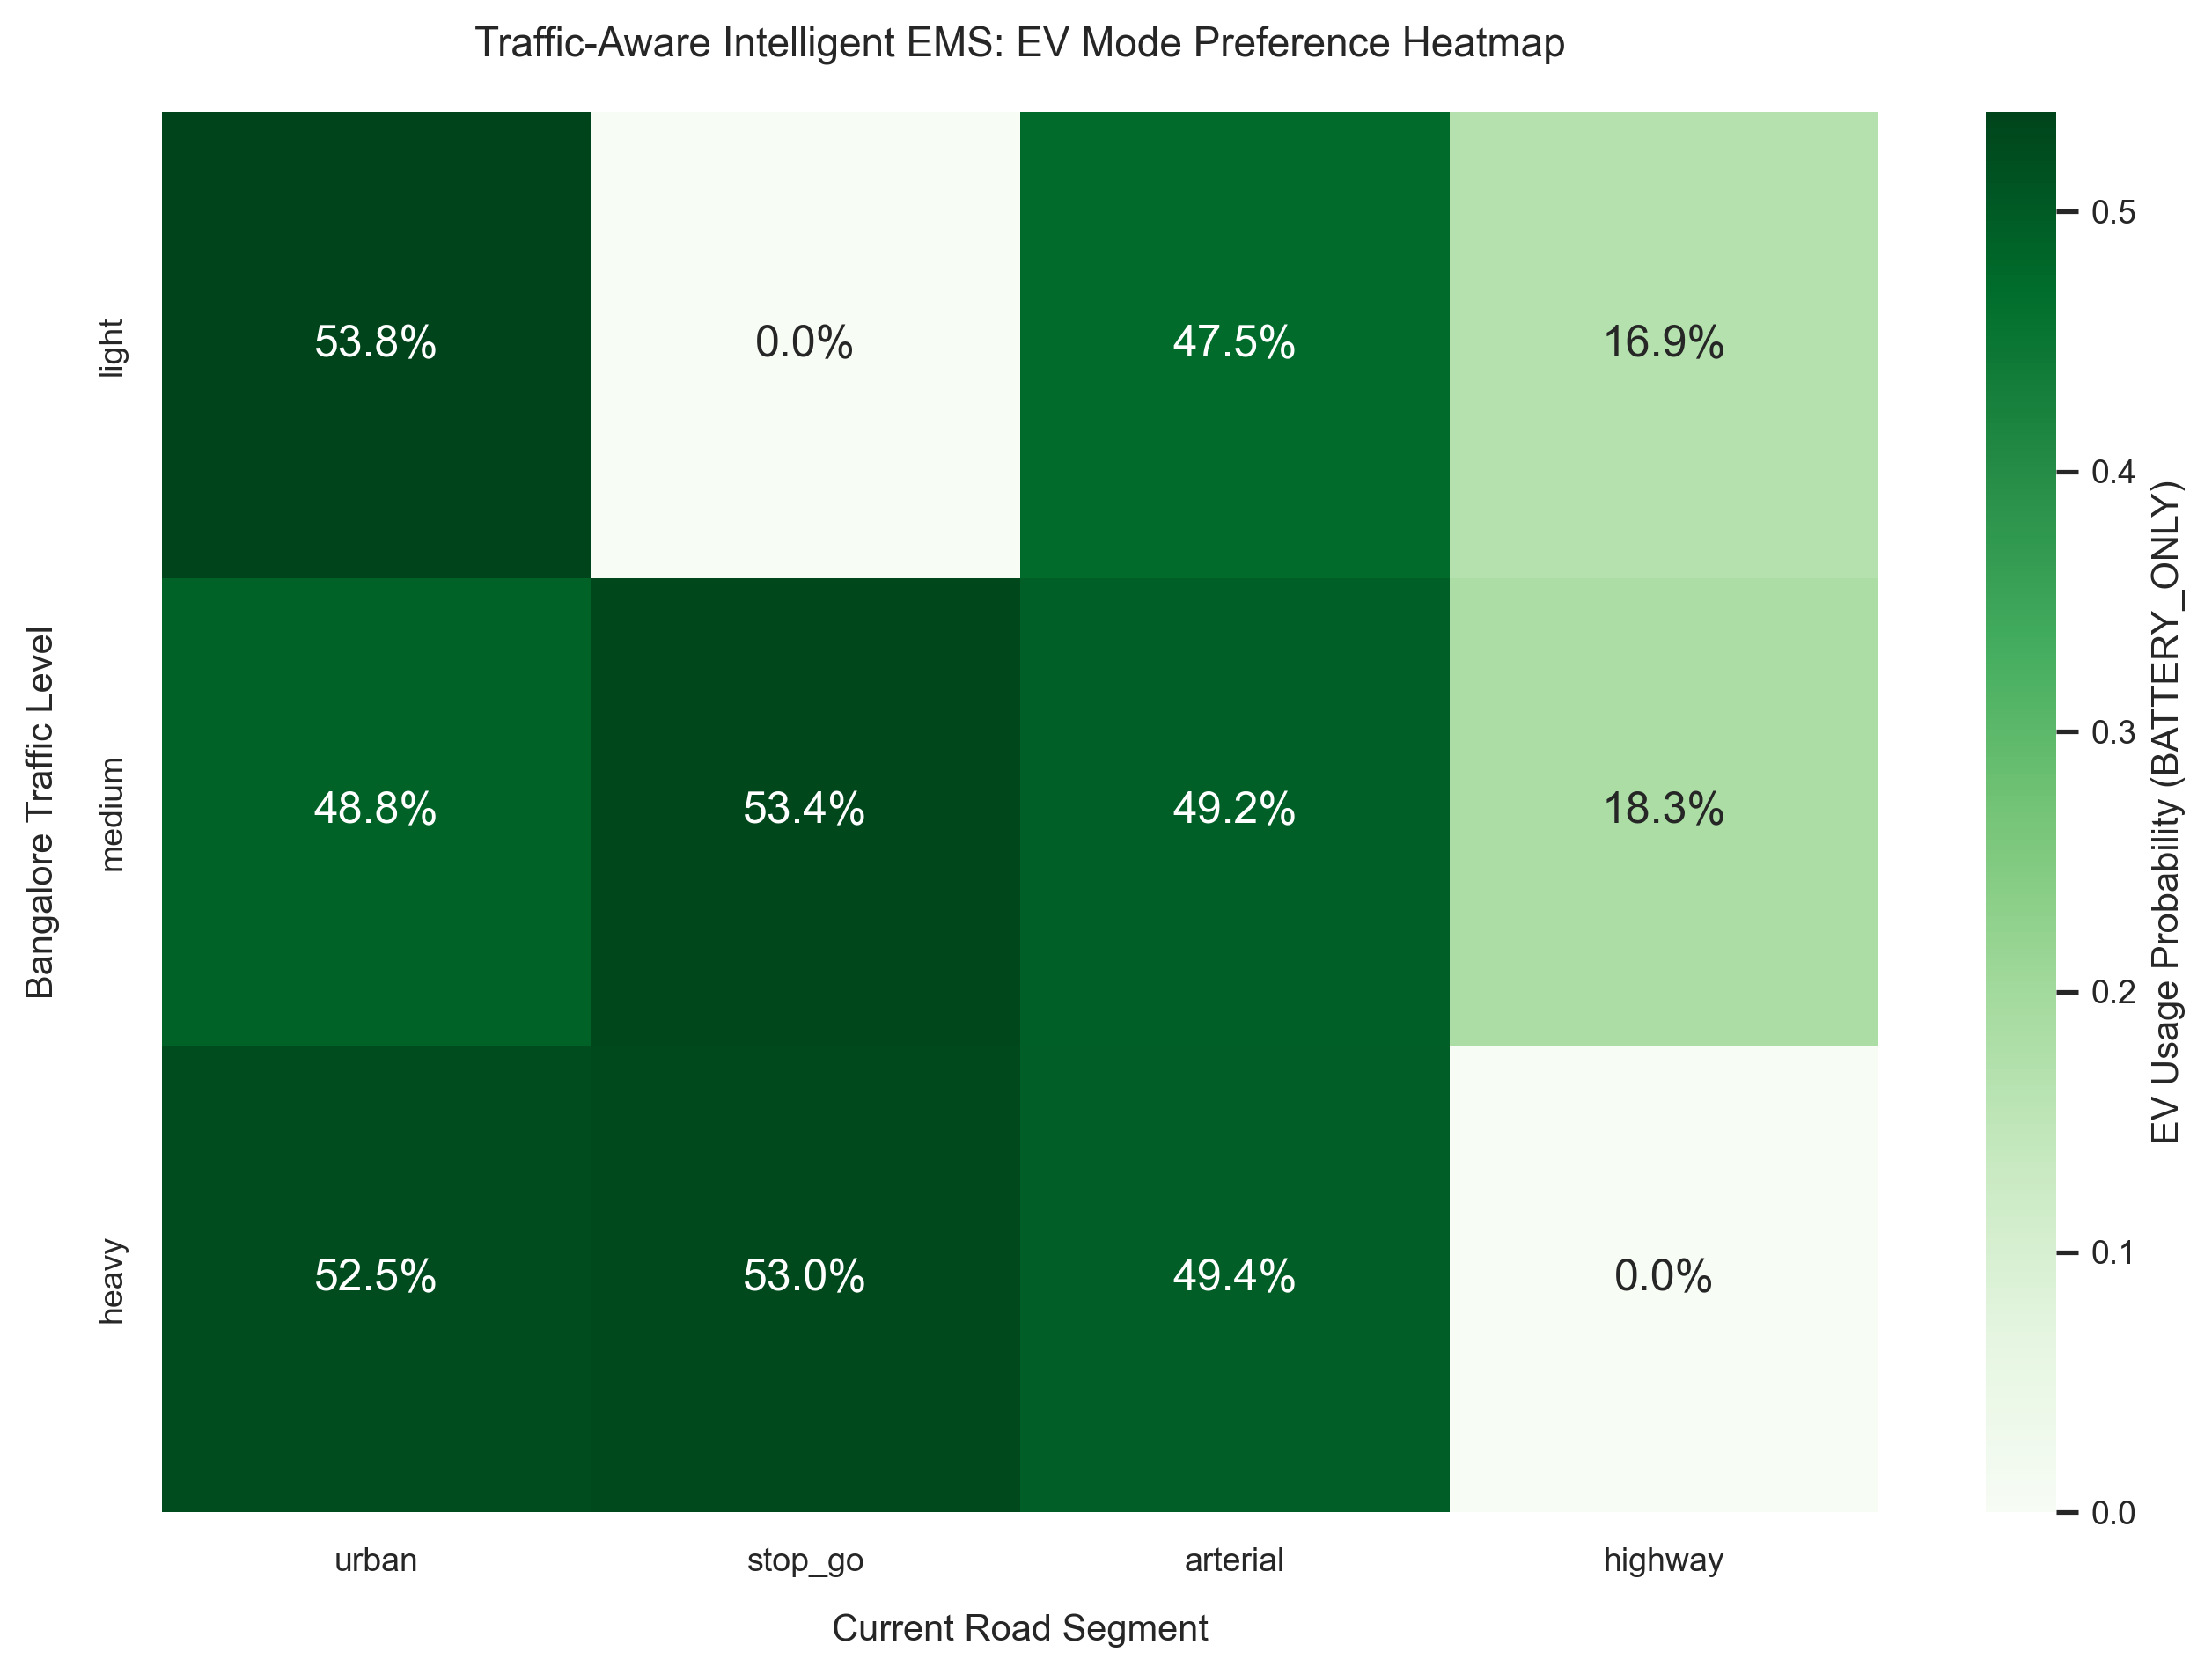 Traffic-Aware Intelligent EMS: EV Mode Preference Heatmap
Bangalore Traffic Level
light
53.8%
0.0%
47.5%
16.9%
medium
48.8%
53.4%
49.2%
18.3%
heavy
52.5%
53.0%
49.4%
0.0%
urban
stop_go
arterial
highway
Current Road Segment
0.5
0.4
0.3
0.2
0.1
0.0
EV Usage Probability (BATTERY_ONLY)